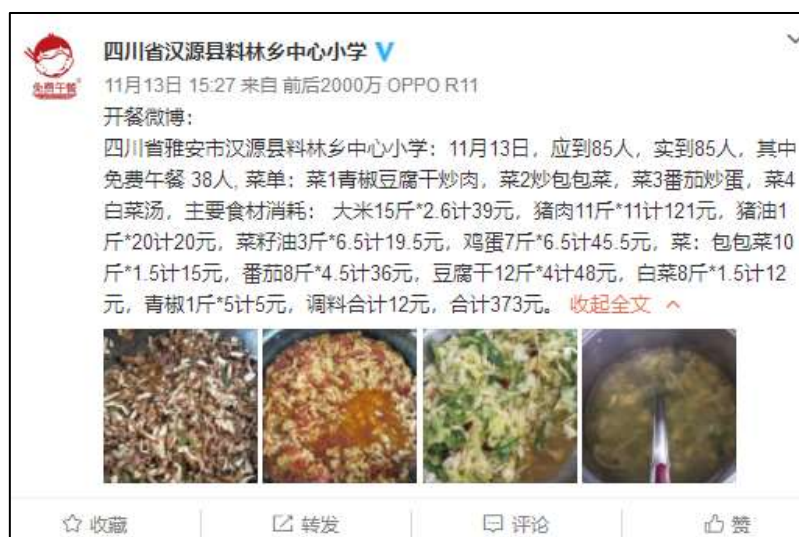 四川省汉源县料林乡中心小学
11月13日 15:27 来自 前后2000万 OPPO R11
免费午餐
开餐微博：
四川省雅安市汉源县料林乡中心小学：11月13日，应到85人，实到85人，其中
免费午餐 38人, 菜单：菜1青椒豆腐干炒肉，菜2炒包包菜，菜3番茄炒蛋，菜4
白菜汤，主要食材消耗： 大米15斤*2.6计39元，猪肉11斤*11计121元，猪油1
斤*20计20元，菜籽油3斤*6.5计19.5元，鸡蛋7斤*6.5计45.5元，菜：包包菜10
斤*1.5计15元，番茄8斤*4.5计36元，豆腐干12斤*4计48元，白菜8斤*1.5计12
元，青椒1斤*5计5元，调料合计12元，合计373元。 收起全文
收藏
转发
评论
赞